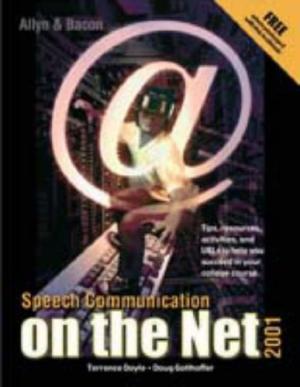 Allyn & Bacon
FREE
@
Tips, resources,
activities, and
URLs to help you
succeed in your
college course.
Speech Communication
on the Net
2001
Terrence Doyle • Doug Gotthoffer